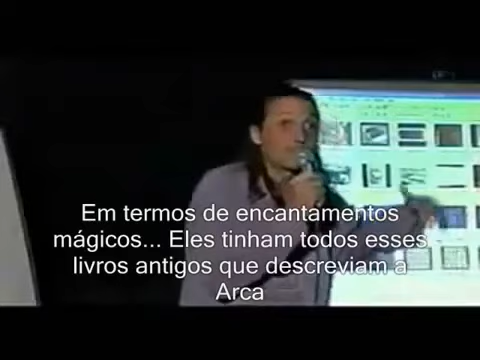 Em termos de encantamentos
mágicos... Eles tinham todos esses
livros antigos que descreviam a
Arca